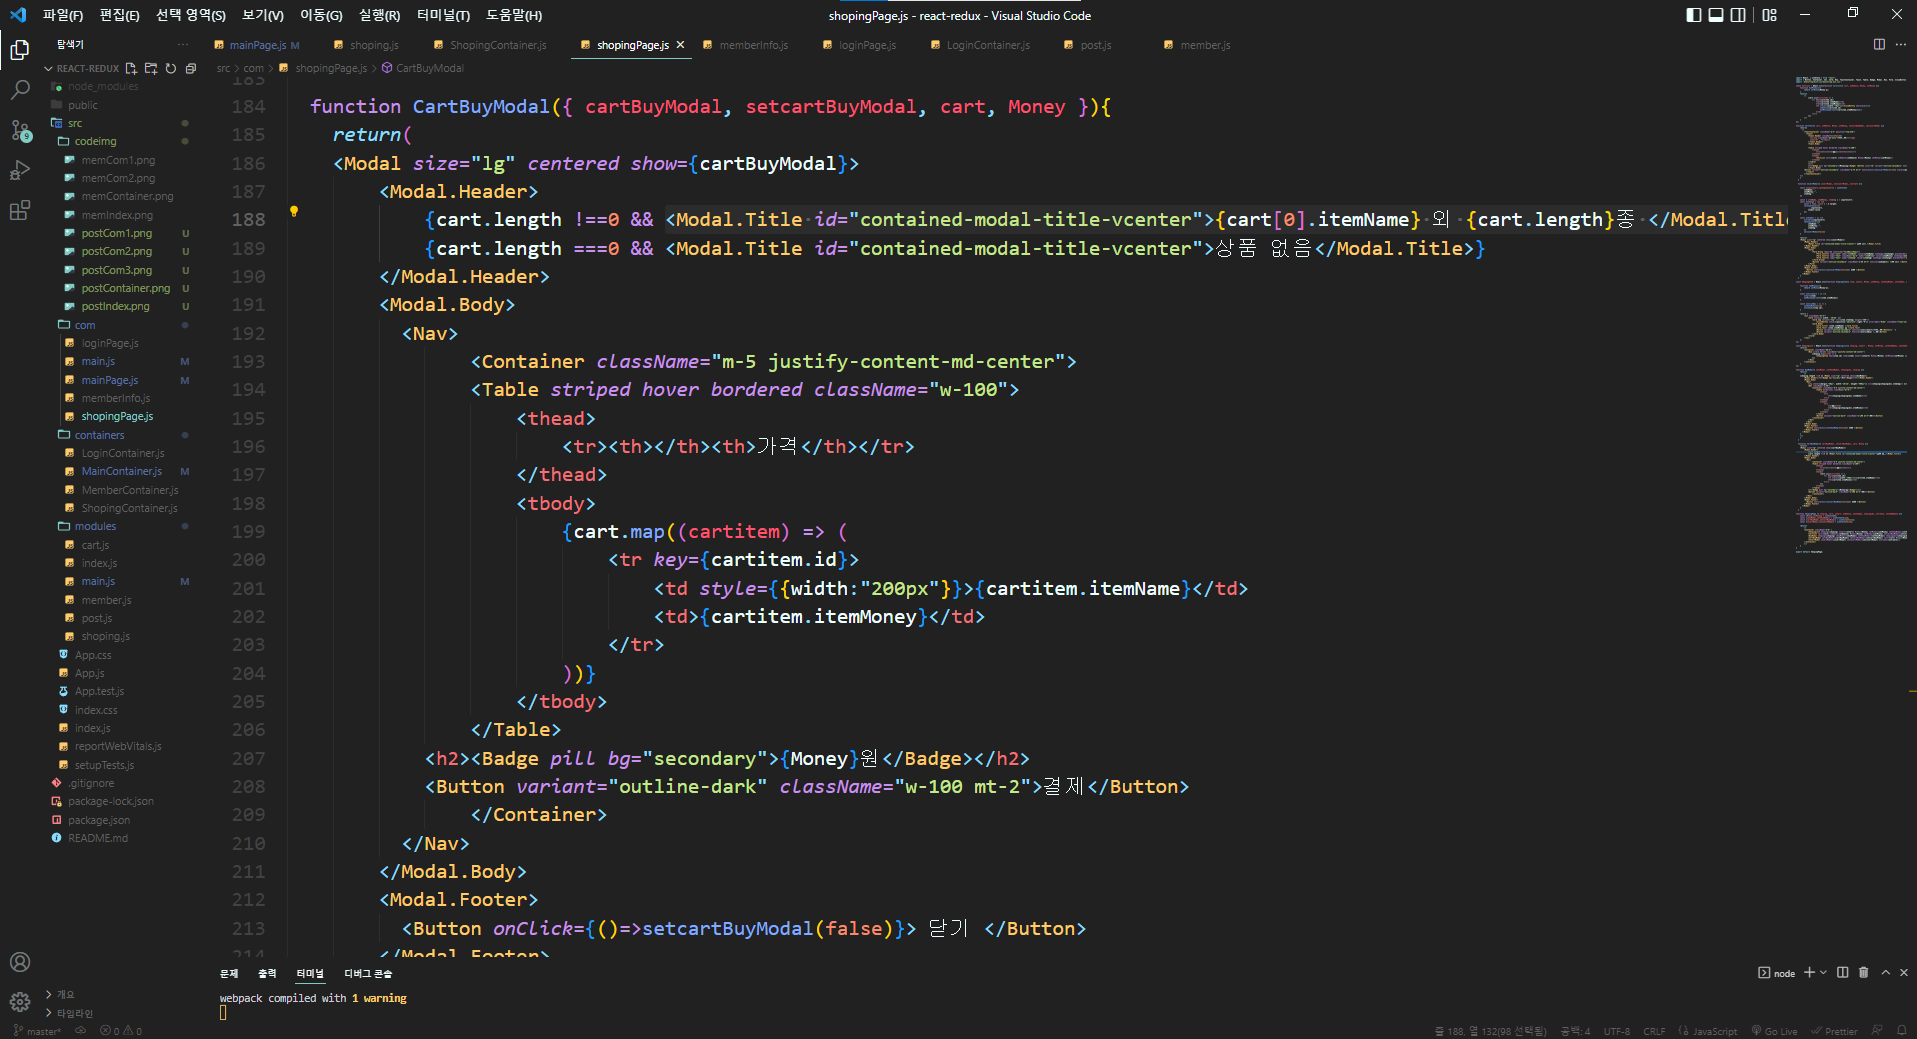 파일(F) 편집(E) 선택 영역(S) 보기(V) 이동(G) 실행(R) 터미널(T) 도움말(H)
shopingPage.js - react-redux - Visual Studio Code
탐색기 ···
mainPage.js M shoping.js ShopingContainer.js shopingPage.js memberInfo.js loginPage.js LoginContainer.js post.js member.js
REACT-REDUX
src > com > shopingPage.js > CartBuyModal
node_modules
public
src
codeimg
memCom1.png
memCom2.png
memContainer.png
memIndex.png
postCom1.png U
postCom2.png U
postCom3.png U
postContainer.png U
postIndex.png U
com
loginPage.js
main.js M
mainPage.js M
memberInfo.js
shopingPage.js
containers
LoginContainer.js
MainContainer.js M
MemberContainer.js
ShopingContainer.js
modules
cart.js
index.js
main.js M
member.js
post.js
shoping.js
App.css
App.js
App.test.js
index.css
index.js
reportWebVitals.js
setupTests.js
.gitignore
package-lock.json
package.json
README.md
개요
타임라인
183
184 function CartBuyModal({ cartBuyModal, setcartBuyModal, cart, Money }){
185 return(
186 <Modal size="lg" centered show={cartBuyModal}>
187 <Modal.Header>
188 {cart.length !==0 && <Modal.Title id="contained-modal-title-vcenter">{cart[0].itemName} 외 {cart.length}종 </Modal.Title
189 {cart.length ===0 && <Modal.Title id="contained-modal-title-vcenter">상품 없음</Modal.Title>}
190 </Modal.Header>
191 <Modal.Body>
192 <Nav>
193 <Container className="m-5 justify-content-md-center">
194 <Table striped hover bordered className="w-100">
195 <thead>
196 <tr><th></th><th>가격</th></tr>
197 </thead>
198 <tbody>
199 {cart.map((cartitem) => (
200 <tr key={cartitem.id}>
201 <td style={{width:"200px"}}>{cartitem.itemName}</td>
202 <td>{cartitem.itemMoney}</td>
203 </tr>
204 ))}
205 </tbody>
206 </Table>
207 <h2><Badge pill bg="secondary">{Money}원</Badge></h2>
208 <Button variant="outline-dark" className="w-100 mt-2">결제</Button>
209 </Container>
210 </Nav>
211 </Modal.Body>
212 <Modal.Footer>
213 <Button onClick={()=>setcartBuyModal(false)}> 닫기 </Button>
214 </Modal.Footer>
문제 출력 터미널 디버그 콘솔
node
webpack compiled with 1 warning
master* 0 0
줄 188, 열 132(98 선택됨) 공백: 4 UTF-8 CRLF JavaScript Go Live Prettier